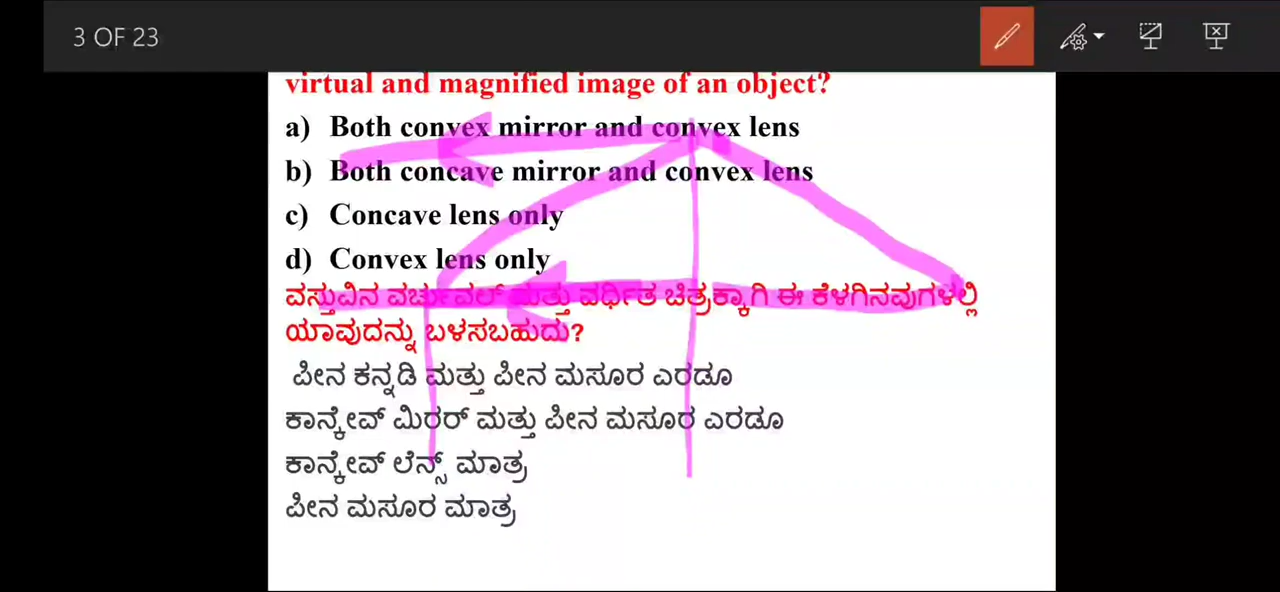 3 OF 23
virtual and magnified image of an object?
a) Both convex mirror and convex lens
b) Both concave mirror and convex lens
c) Concave lens only
d) Convex lens only
ವಸ್ತುವಿನ ವರ್ಚುವಲ್ ಮತ್ತು ವರ್ಧಿತ ಚಿತ್ರಕ್ಕಾಗಿ ಈ ಕೆಳಗಿನವುಗಳಲ್ಲಿ
ಯಾವುದನ್ನು ಬಳಸಬಹುದು?
ಪೀನ ಕನ್ನಡಿ ಮತ್ತು ಪೀನ ಮಸೂರ ಎರಡೂ
ಕಾನ್ಕೇವ್ ಮಿರರ್ ಮತ್ತು ಪೀನ ಮಸೂರ ಎರಡೂ
ಕಾನ್ಕೇವ್ ಲೆನ್ಸ್ ಮಾತ್ರ
ಪೀನ ಮಸೂರ ಮಾತ್ರ